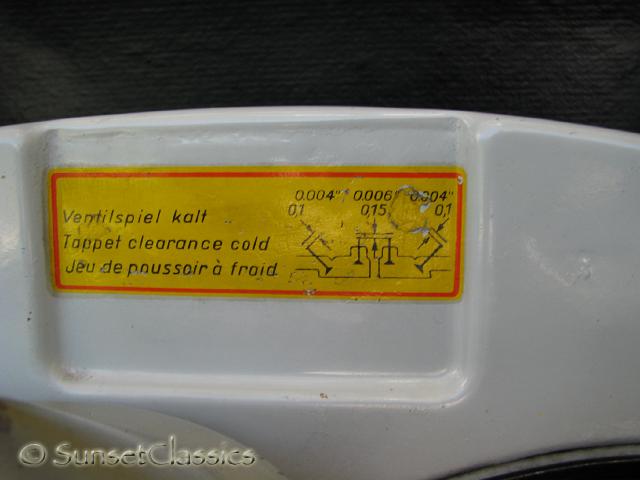 0.004" 0.006" 0.004"
0,1 0,15 0,1
Ventilspiel kalt
Tappet clearance cold
Jeu de poussoir à froid
© SunsetClassics